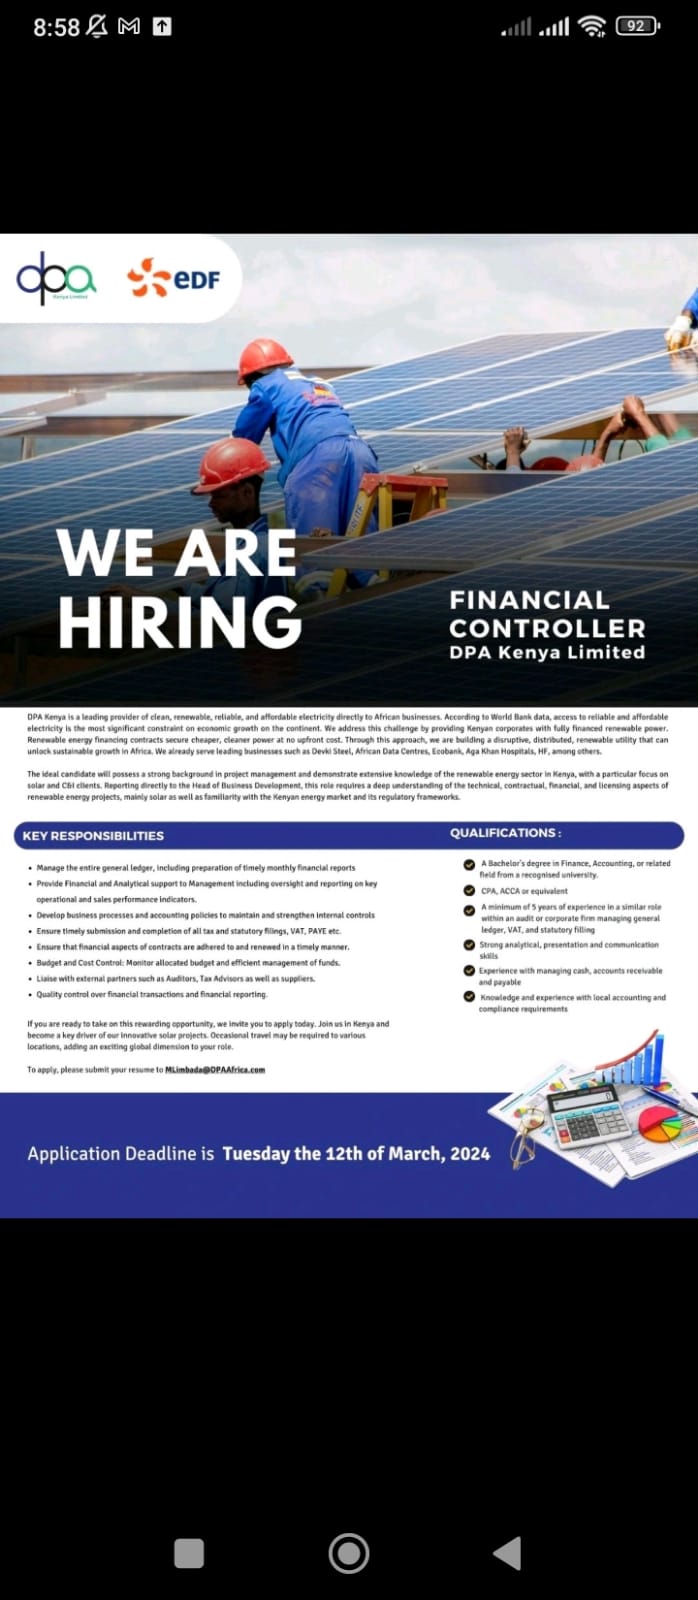 8:58
92
dpa
Kenya Limited
eDF
WE ARE
HIRING
FINANCIAL
CONTROLLER
DPA Kenya Limited
DPA Kenya is a leading provider of clean, renewable, reliable, and affordable electricity directly to African businesses. According to World Bank data, access to reliable and affordable
electricity is the most significant constraint on economic growth on the continent. We address this challenge by providing Kenyan corporates with fully financed renewable power.
Renewable energy financing contracts secure cheaper, cleaner power at no upfront cost. Through this approach, we are building a disruptive, distributed, renewable utility that can
unlock sustainable growth in Africa. We already serve leading businesses such as Devki Steel, African Data Centres, Ecobank, Aga Khan Hospitals, HF, among others.
The ideal candidate will possess a strong background in project management and demonstrate extensive knowledge of the renewable energy sector in Kenya, with a particular focus on
solar and C&I clients. Reporting directly to the Head of Business Development, this role requires a deep understanding of the technical, contractual, financial, and licensing aspects of
renewable energy projects, mainly solar as well as familiarity with the Kenyan energy market and its regulatory frameworks.
KEY RESPONSIBILITIES
• Manage the entire general ledger, including preparation of timely monthly financial reports
• Provide Financial and Analytical support to Management including oversight and reporting on key
operational and sales performance indicators.
• Develop business processes and accounting policies to maintain and strengthen internal controls
• Ensure timely submission and completion of all tax and statutory filings, VAT, PAYE etc.
• Ensure that financial aspects of contracts are adhered to and renewed in a timely manner.
• Budget and Cost Control: Monitor allocated budget and efficient management of funds.
• Liaise with external partners such as Auditors, Tax Advisors as well as suppliers.
• Quality control over financial transactions and financial reporting.
QUALIFICATIONS :
A Bachelor's degree in Finance, Accounting, or related
field from a recognised university.
CPA, ACCA or equivalent
A minimum of 5 years of experience in a similar role
within an audit or corporate firm managing general
ledger, VAT, and statutory filling
Strong analytical, presentation and communication
skills
Experience with managing cash, accounts receivable
and payable
Knowledge and experience with local accounting and
compliance requirements
If you are ready to take on this rewarding opportunity, we invite you to apply today. Join us in Kenya and
become a key driver of our innovative solar projects. Occasional travel may be required to various
locations, adding an exciting global dimension to your role.
To apply, please submit your resume to MLimbada@DPAAfrica.com
Application Deadline is Tuesday the 12th of March, 2024